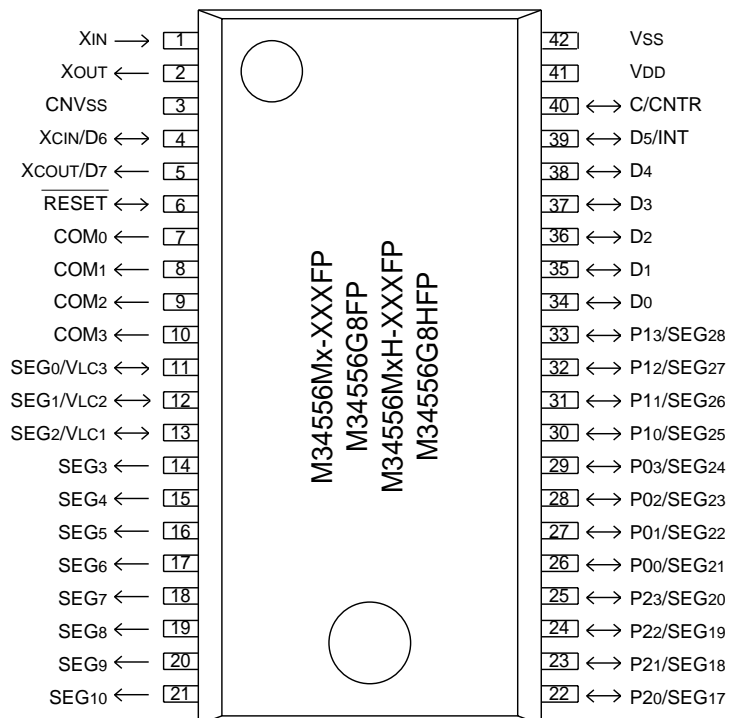 XIN 1
XOUT 2
CNVSS 3
XCIN/D6 4
XCOUT/D7 5
RESET 6
COM0 7
COM1 8
COM2 9
COM3 10
SEG0/VLC3 11
SEG1/VLC2 12
SEG2/VLC1 13
SEG3 14
SEG4 15
SEG5 16
SEG6 17
SEG7 18
SEG8 19
SEG9 20
SEG10 21
M34556Mx-XXXFP
M34556G8FP
M34556MxH-XXXFP
M34556G8HFP
42 VSS
41 VDD
40 C/CNTR
39 D5/INT
38 D4
37 D3
36 D2
35 D1
34 D0
33 P13/SEG28
32 P12/SEG27
31 P11/SEG26
30 P10/SEG25
29 P03/SEG24
28 P02/SEG23
27 P01/SEG22
26 P00/SEG21
25 P23/SEG20
24 P22/SEG19
23 P21/SEG18
22 P20/SEG17